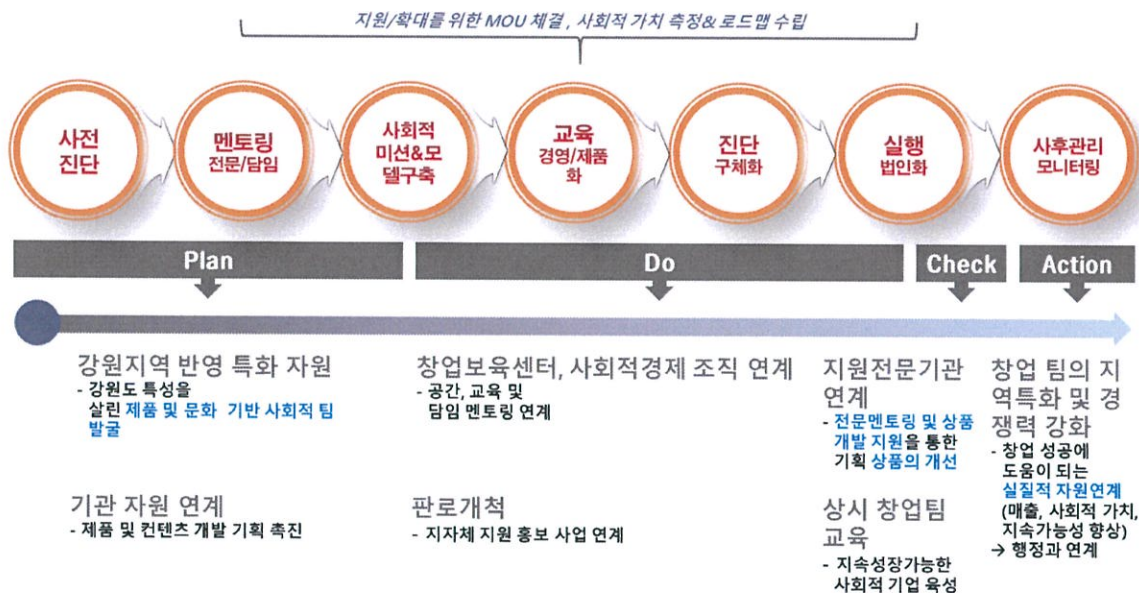 지원/확대를 위한 MOU 체결, 사회적 가치 측정& 로드맵 수립
사전
진단
멘토링
전문/담임
사회적
미션&모
델구축
교육
경영/제품
화
진단
구체화
실행
법인화
사후관리
모니터링
Plan
Do
Check
Action
강원지역 반영 특화 자원
- 강원도 특성을
살린 제품 및 문화 기반 사회적 팀
발굴
기관 자원 연계
- 제품 및 컨텐츠 개발 기획 촉진
창업보육센터, 사회적경제 조직 연계
- 공간, 교육 및
담임 멘토링 연계
판로개척
- 지자체 지원 홍보 사업 연계
지원전문기관
연계
- 전문멘토링 및 상품
개발 지원을 통한
기획 상품의 개선
상시 창업팀
교육
- 지속성장가능한
사회적 기업 육성
창업 팀의 지
역특화 및 경
쟁력 강화
- 창업 성공에
도움이 되는
실질적 자원연계
(매출, 사회적 가치,
지속가능성 향상)
→ 행정과 연계